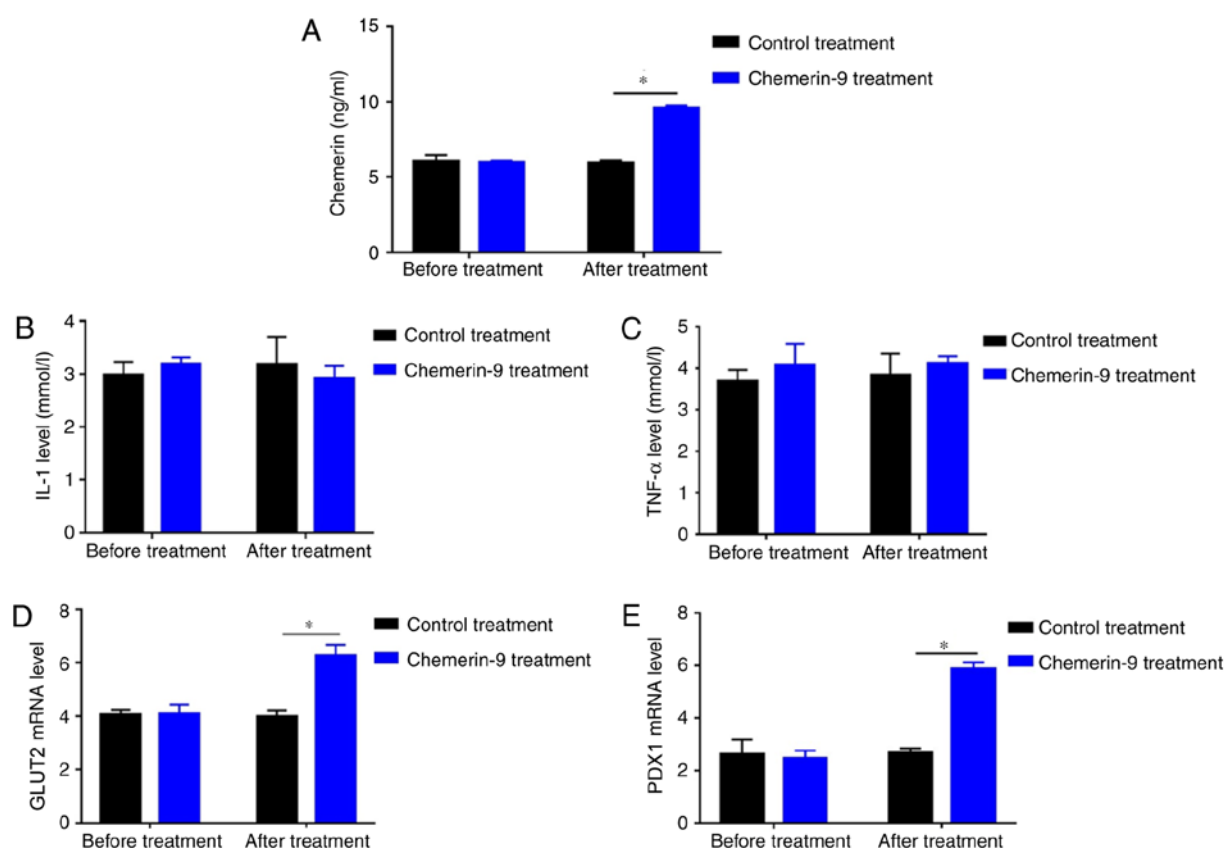 A
Chemerin (ng/ml)
15
10
5
0
*
Before treatment
After treatment
Control treatment
Chemerin-9 treatment
B
IL-1 level (mmol/l)
4
3
2
1
0
Before treatment
After treatment
Control treatment
Chemerin-9 treatment
C
TNF-α level (mmol/l)
5
4
3
2
1
0
Before treatment
After treatment
Control treatment
Chemerin-9 treatment
D
GLUT2 mRNA level
8
6
4
2
0
*
Before treatment
After treatment
Control treatment
Chemerin-9 treatment
E
PDX1 mRNA level
8
6
4
2
0
*
Before treatment
After treatment
Control treatment
Chemerin-9 treatment